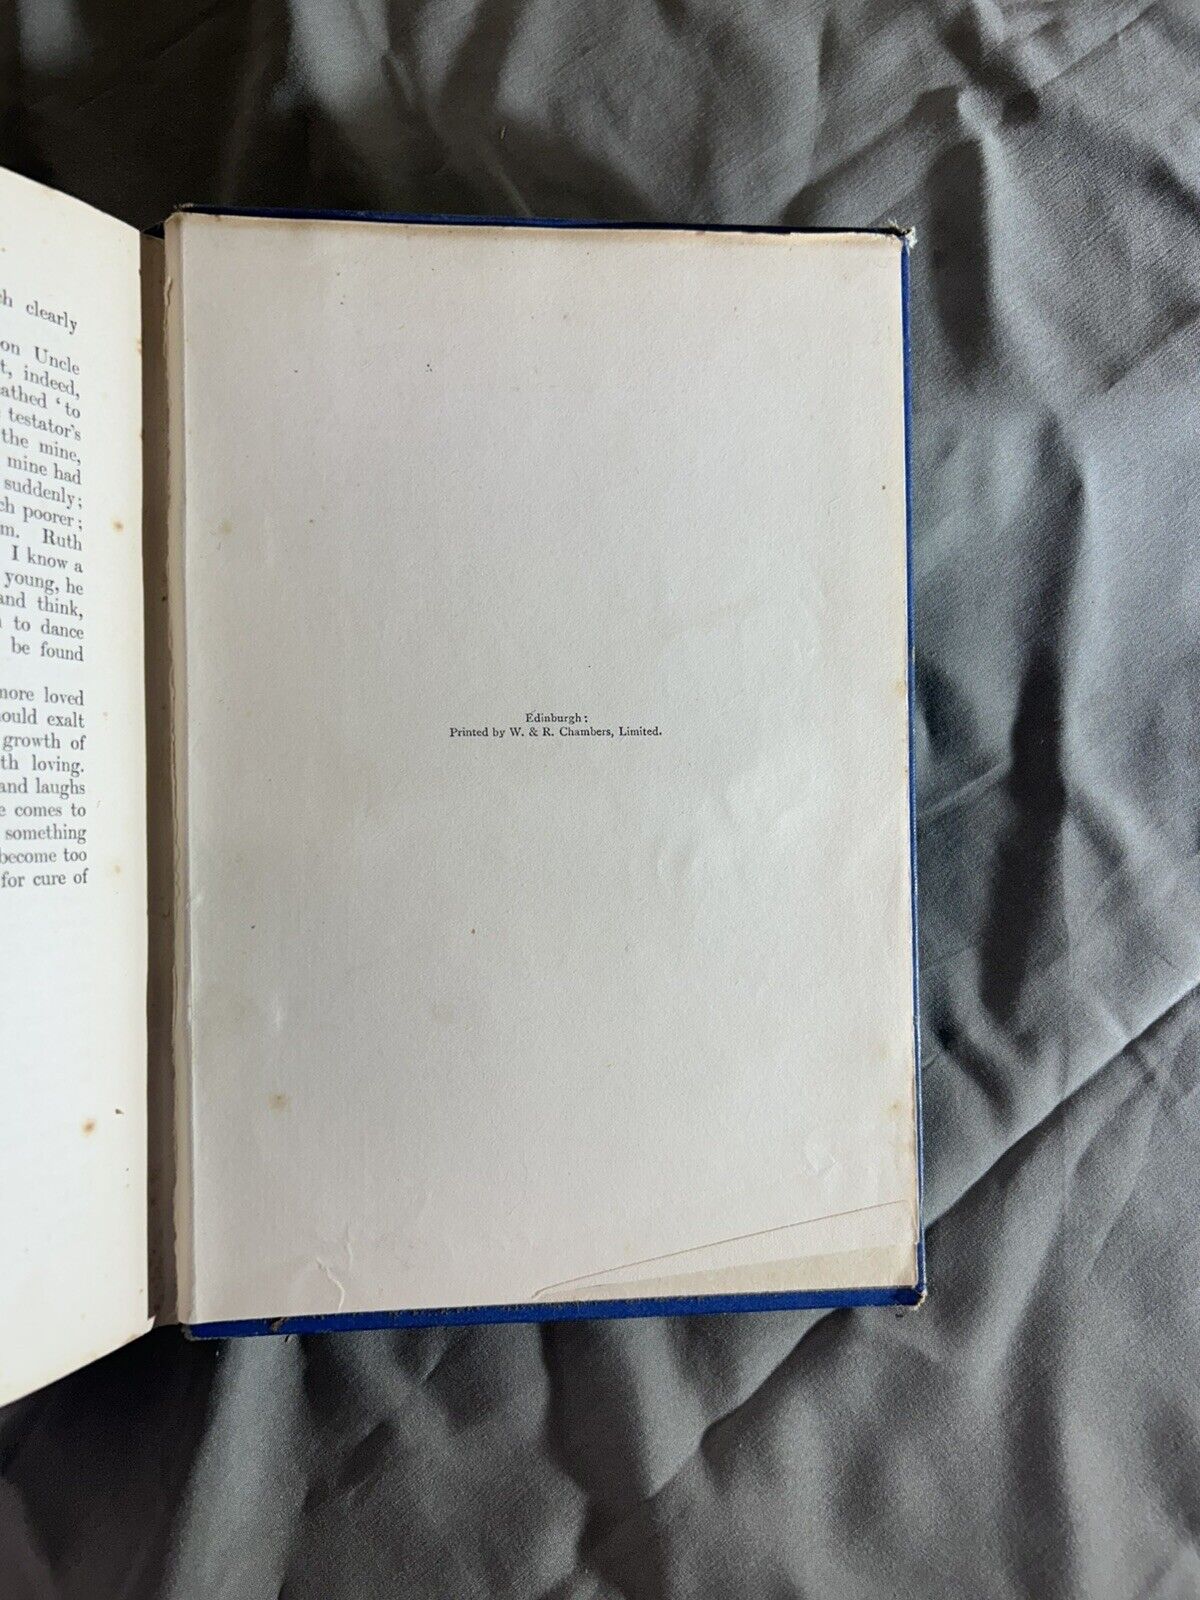 clearly
on Uncle
indeed,
'to
testator's
the mine,
mine had
suddenly;
poorer;
Ruth
I know a
young, he
and think,
to dance
be found
more loved
exalt
growth of
loving.
and laughs
comes to
something
become too
for cure of
Edinburgh:
Printed by W. & R. Chambers, Limited.